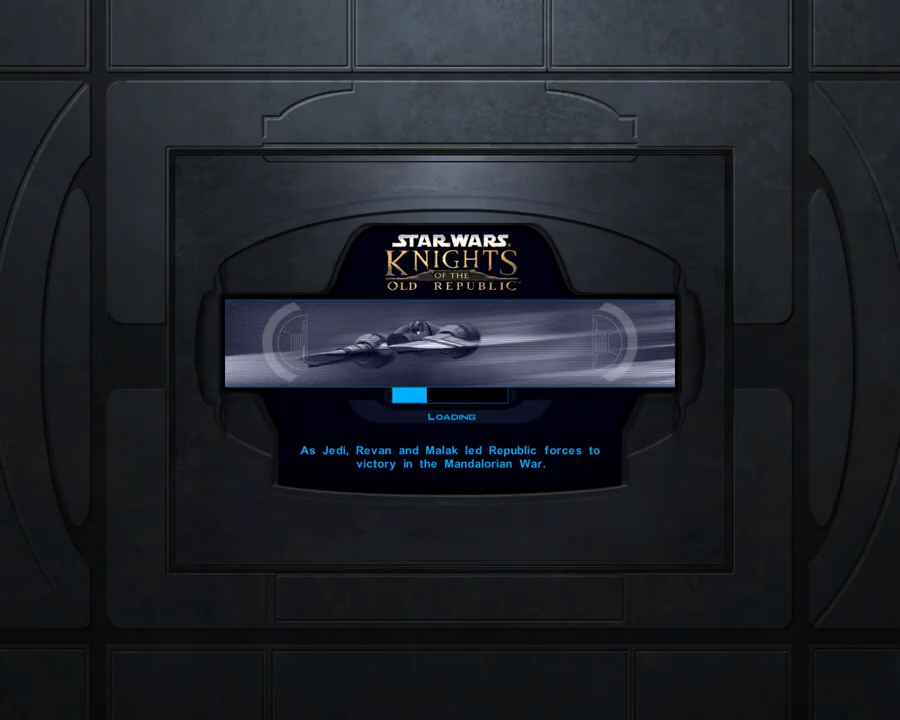 STAR WARS
KNIGHTS
OF THE
OLD REPUBLIC
LOADING
As Jedi, Revan and Malak led Republic forces to
victory in the Mandalorian War.